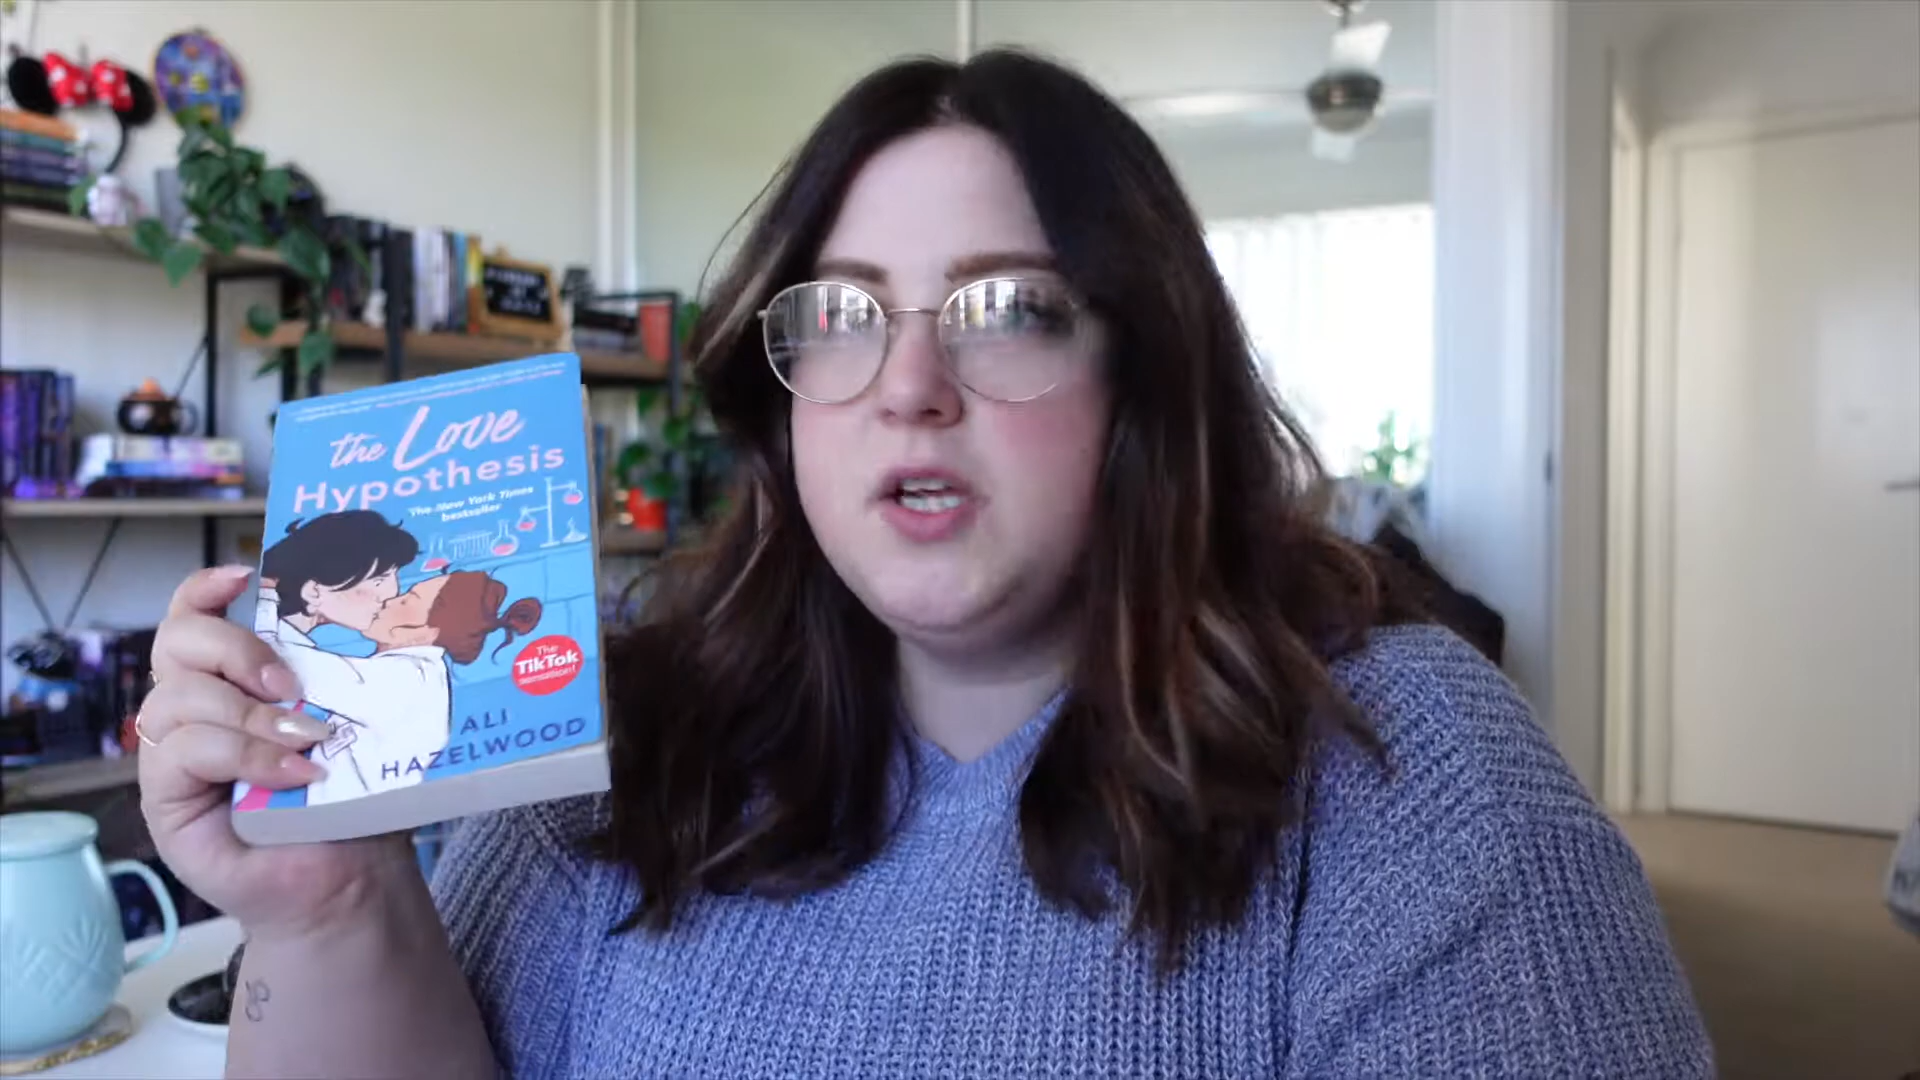 the Love
Hypothesis
The New York Times
bestseller
The
TikTok
sensation!
ALI
HAZELWOOD